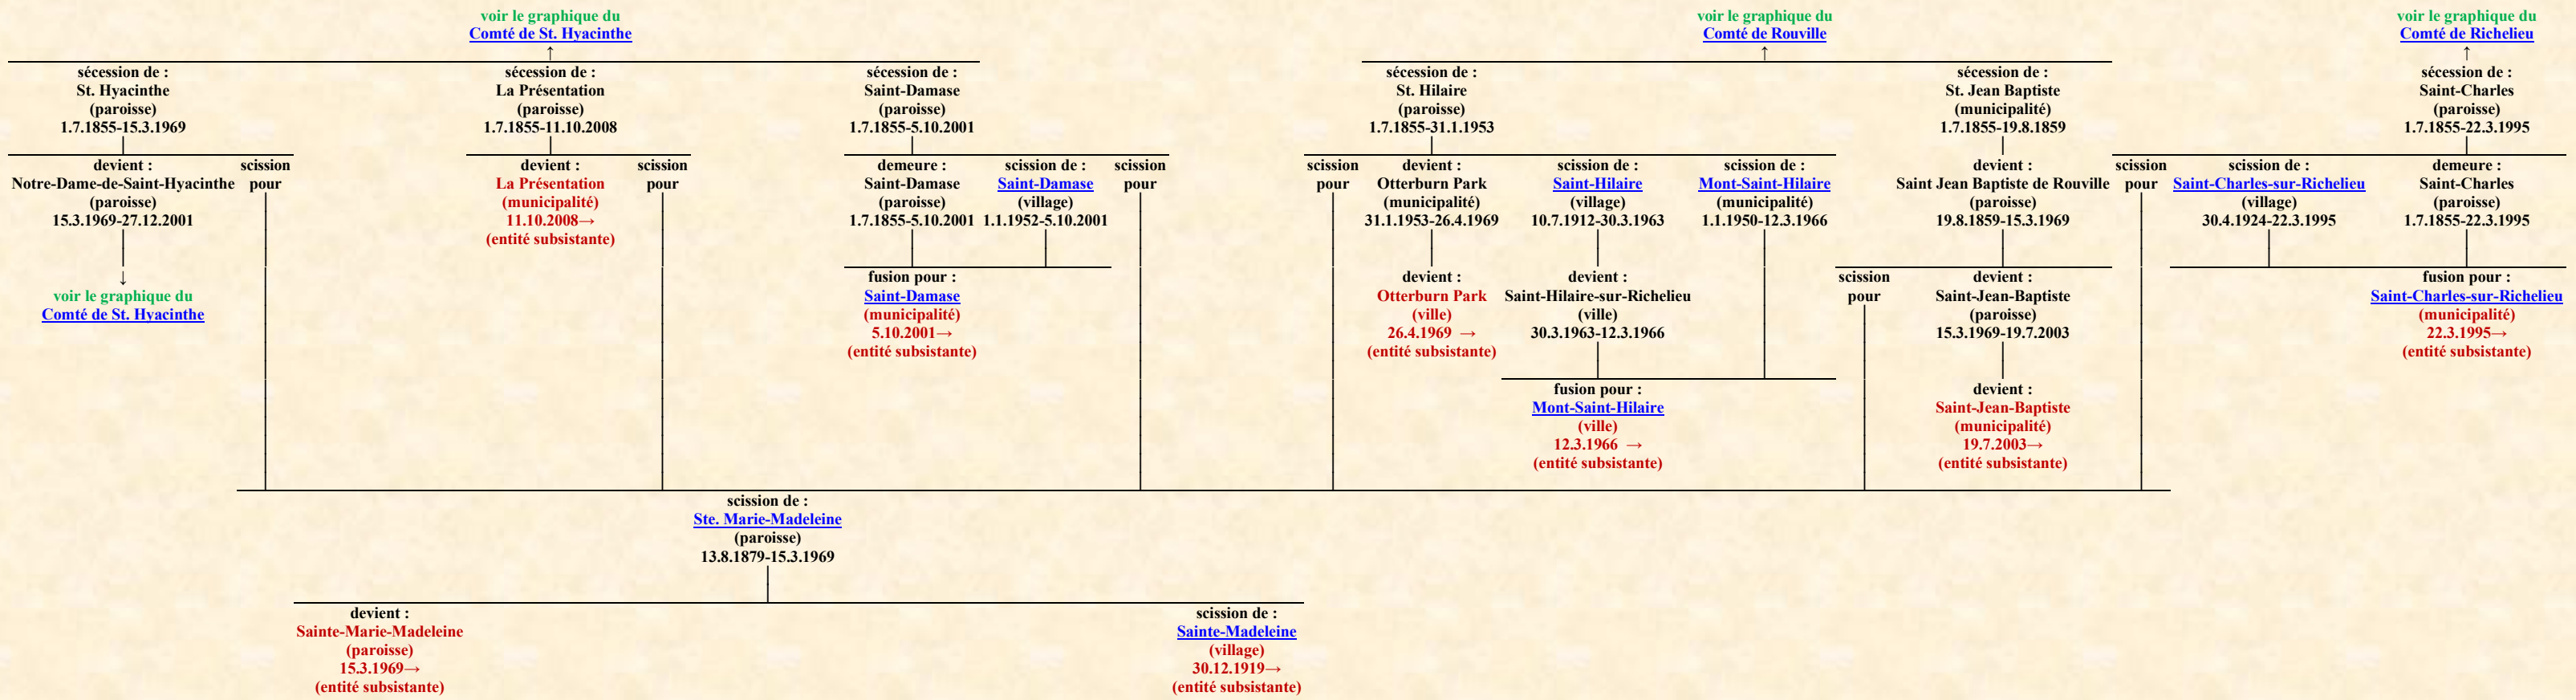 voir le graphique du
Comté de St. Hyacinthe
↑
sécession de :
St. Hyacinthe
(paroisse)
1.7.1855-15.3.1969
devient :
Notre-Dame-de-Saint-Hyacinthe
(paroisse)
15.3.1969-27.12.2001
↓
voir le graphique du
Comté de St. Hyacinthe
scission
pour
sécession de :
La Présentation
(paroisse)
1.7.1855-11.10.2008
devient :
La Présentation
(municipalité)
11.10.2008→
(entité subsistante)
scission
pour
sécession de :
Saint-Damase
(paroisse)
1.7.1855-5.10.2001
demeure :
Saint-Damase
(paroisse)
1.7.1855-5.10.2001
scission de :
Saint-Damase
(village)
1.1.1952-5.10.2001
fusion pour :
Saint-Damase
(municipalité)
5.10.2001→
(entité subsistante)
scission
pour
voir le graphique du
Comté de Rouville
↑
sécession de :
St. Hilaire
(paroisse)
1.7.1855-31.1.1953
scission
pour
devient :
Otterburn Park
(municipalité)
31.1.1953-26.4.1969
devient :
Otterburn Park
(ville)
26.4.1969 →
(entité subsistante)
scission de :
Saint-Hilaire
(village)
10.7.1912-30.3.1963
devient :
Saint-Hilaire-sur-Richelieu
(ville)
30.3.1963-12.3.1966
scission de :
Mont-Saint-Hilaire
(municipalité)
1.1.1950-12.3.1966
fusion pour :
Mont-Saint-Hilaire
(ville)
12.3.1966 →
(entité subsistante)
sécession de :
St. Jean Baptiste
(municipalité)
1.7.1855-19.8.1859
devient :
Saint Jean Baptiste de Rouville
(paroisse)
19.8.1859-15.3.1969
scission
pour
devient :
Saint-Jean-Baptiste
(paroisse)
15.3.1969-19.7.2003
devient :
Saint-Jean-Baptiste
(municipalité)
19.7.2003→
(entité subsistante)
voir le graphique du
Comté de Richelieu
↑
sécession de :
Saint-Charles
(paroisse)
1.7.1855-22.3.1995
scission
pour
scission de :
Saint-Charles-sur-Richelieu
(village)
30.4.1924-22.3.1995
demeure :
Saint-Charles
(paroisse)
1.7.1855-22.3.1995
fusion pour :
Saint-Charles-sur-Richelieu
(municipalité)
22.3.1995→
(entité subsistante)
scission de :
Ste. Marie-Madeleine
(paroisse)
13.8.1879-15.3.1969
devient :
Sainte-Marie-Madeleine
(paroisse)
15.3.1969→
(entité subsistante)
scission de :
Sainte-Madeleine
(village)
30.12.1919→
(entité subsistante)